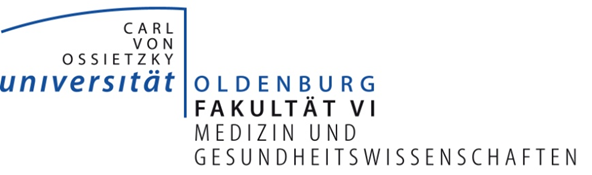 CARL
VON
OSSIETZKY
universität OLDENBURG
FAKULTÄT VI
MEDIZIN UND
GESUNDHEITSWISSENSCHAFTEN